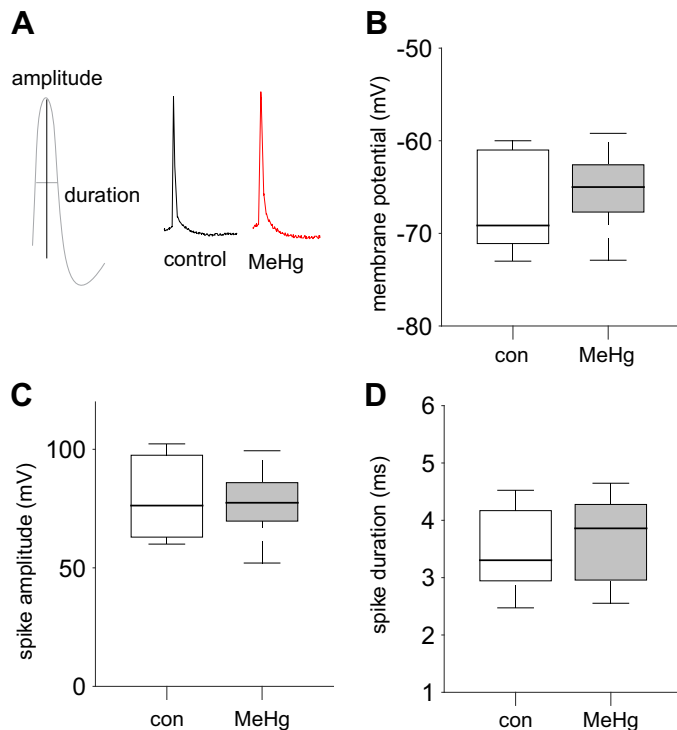 A
amplitude
duration
control
MeHg
B
membrane potential (mV)
-50
-60
-70
-80
con
MeHg
C
spike amplitude (mV)
100
50
0
con
MeHg
D
spike duration (ms)
6
5
4
3
2
1
con
MeHg